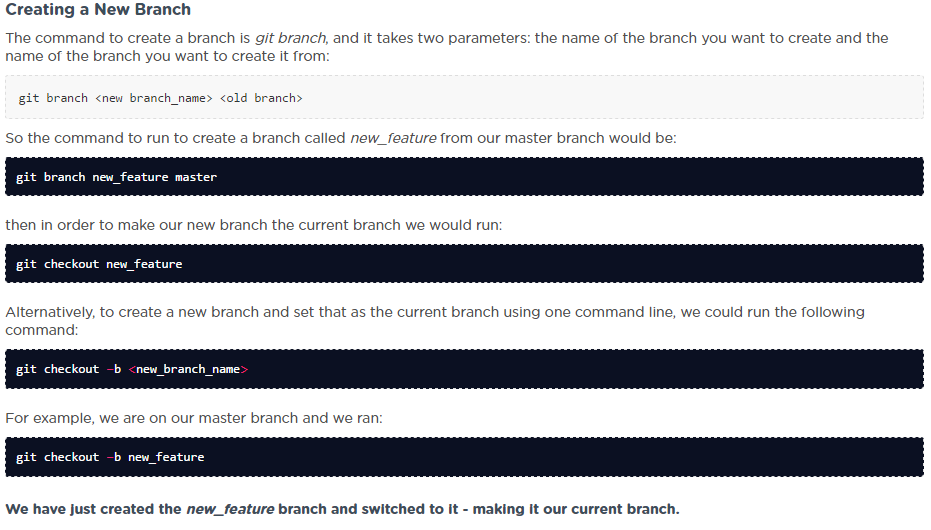 Creating a New Branch
The command to create a branch is git branch, and it takes two parameters: the name of the branch you want to create and the
name of the branch you want to create it from:
git branch <new branch_name> <old branch>
So the command to run to create a branch called new_feature from our master branch would be:
git branch new_feature master
then in order to make our new branch the current branch we would run:
git checkout new_feature
Alternatively, to create a new branch and set that as the current branch using one command line, we could run the following
command:
git checkout –b <new_branch_name>
For example, we are on our master branch and we ran:
git checkout –b new_feature
We have just created the new_feature branch and switched to it - making it our current branch.